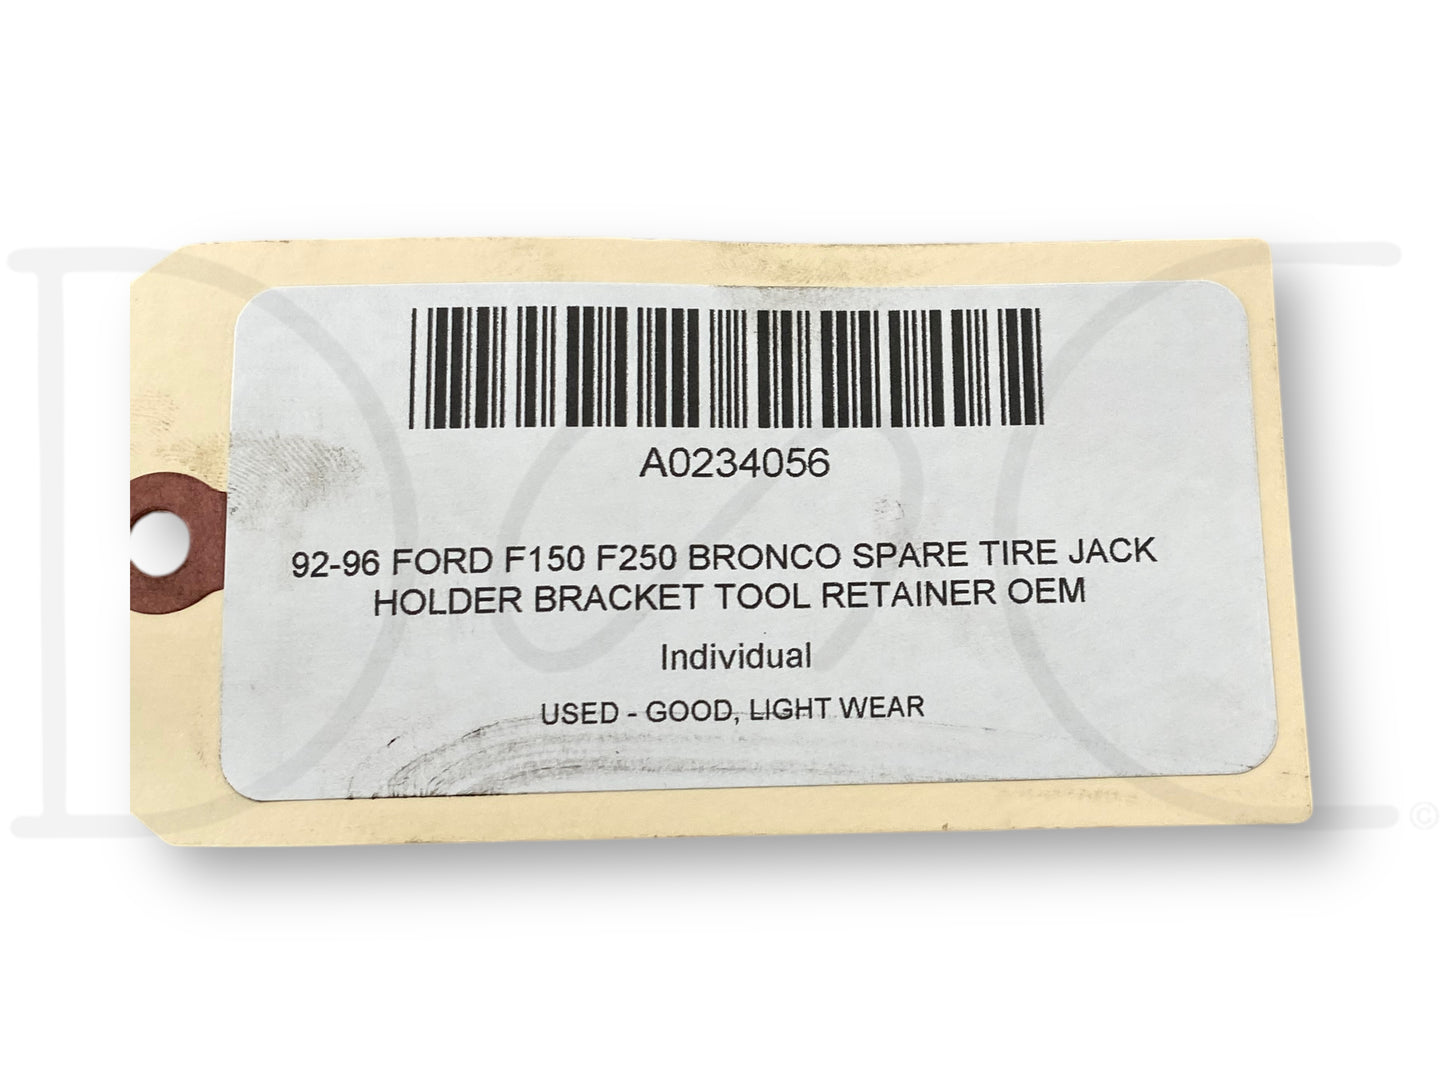 A0234056
92-96 FORD F150 F250 BRONCO SPARE TIRE JACK
HOLDER BRACKET TOOL RETAINER OEM
Individual
USED - GOOD, LIGHT WEAR
©